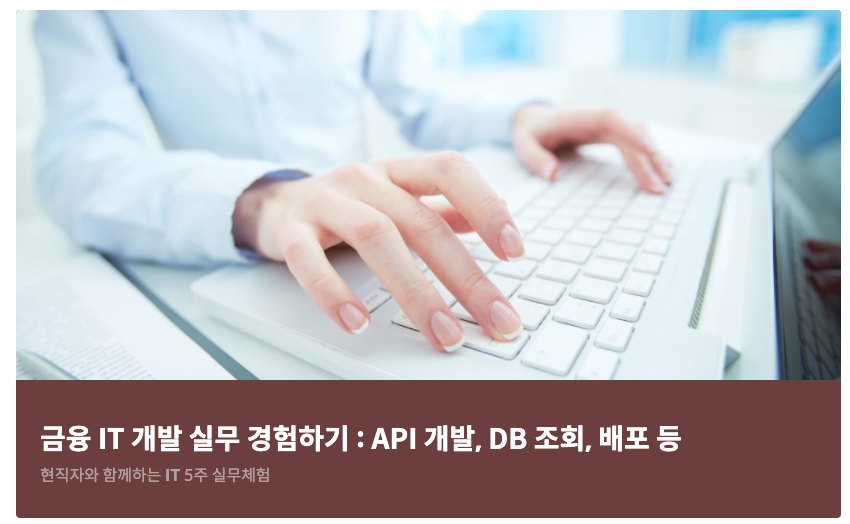 금융 IT 개발 실무 경험하기 : API 개발, DB 조회, 배포 등
현직자와 함께하는 IT 5주 실무체험